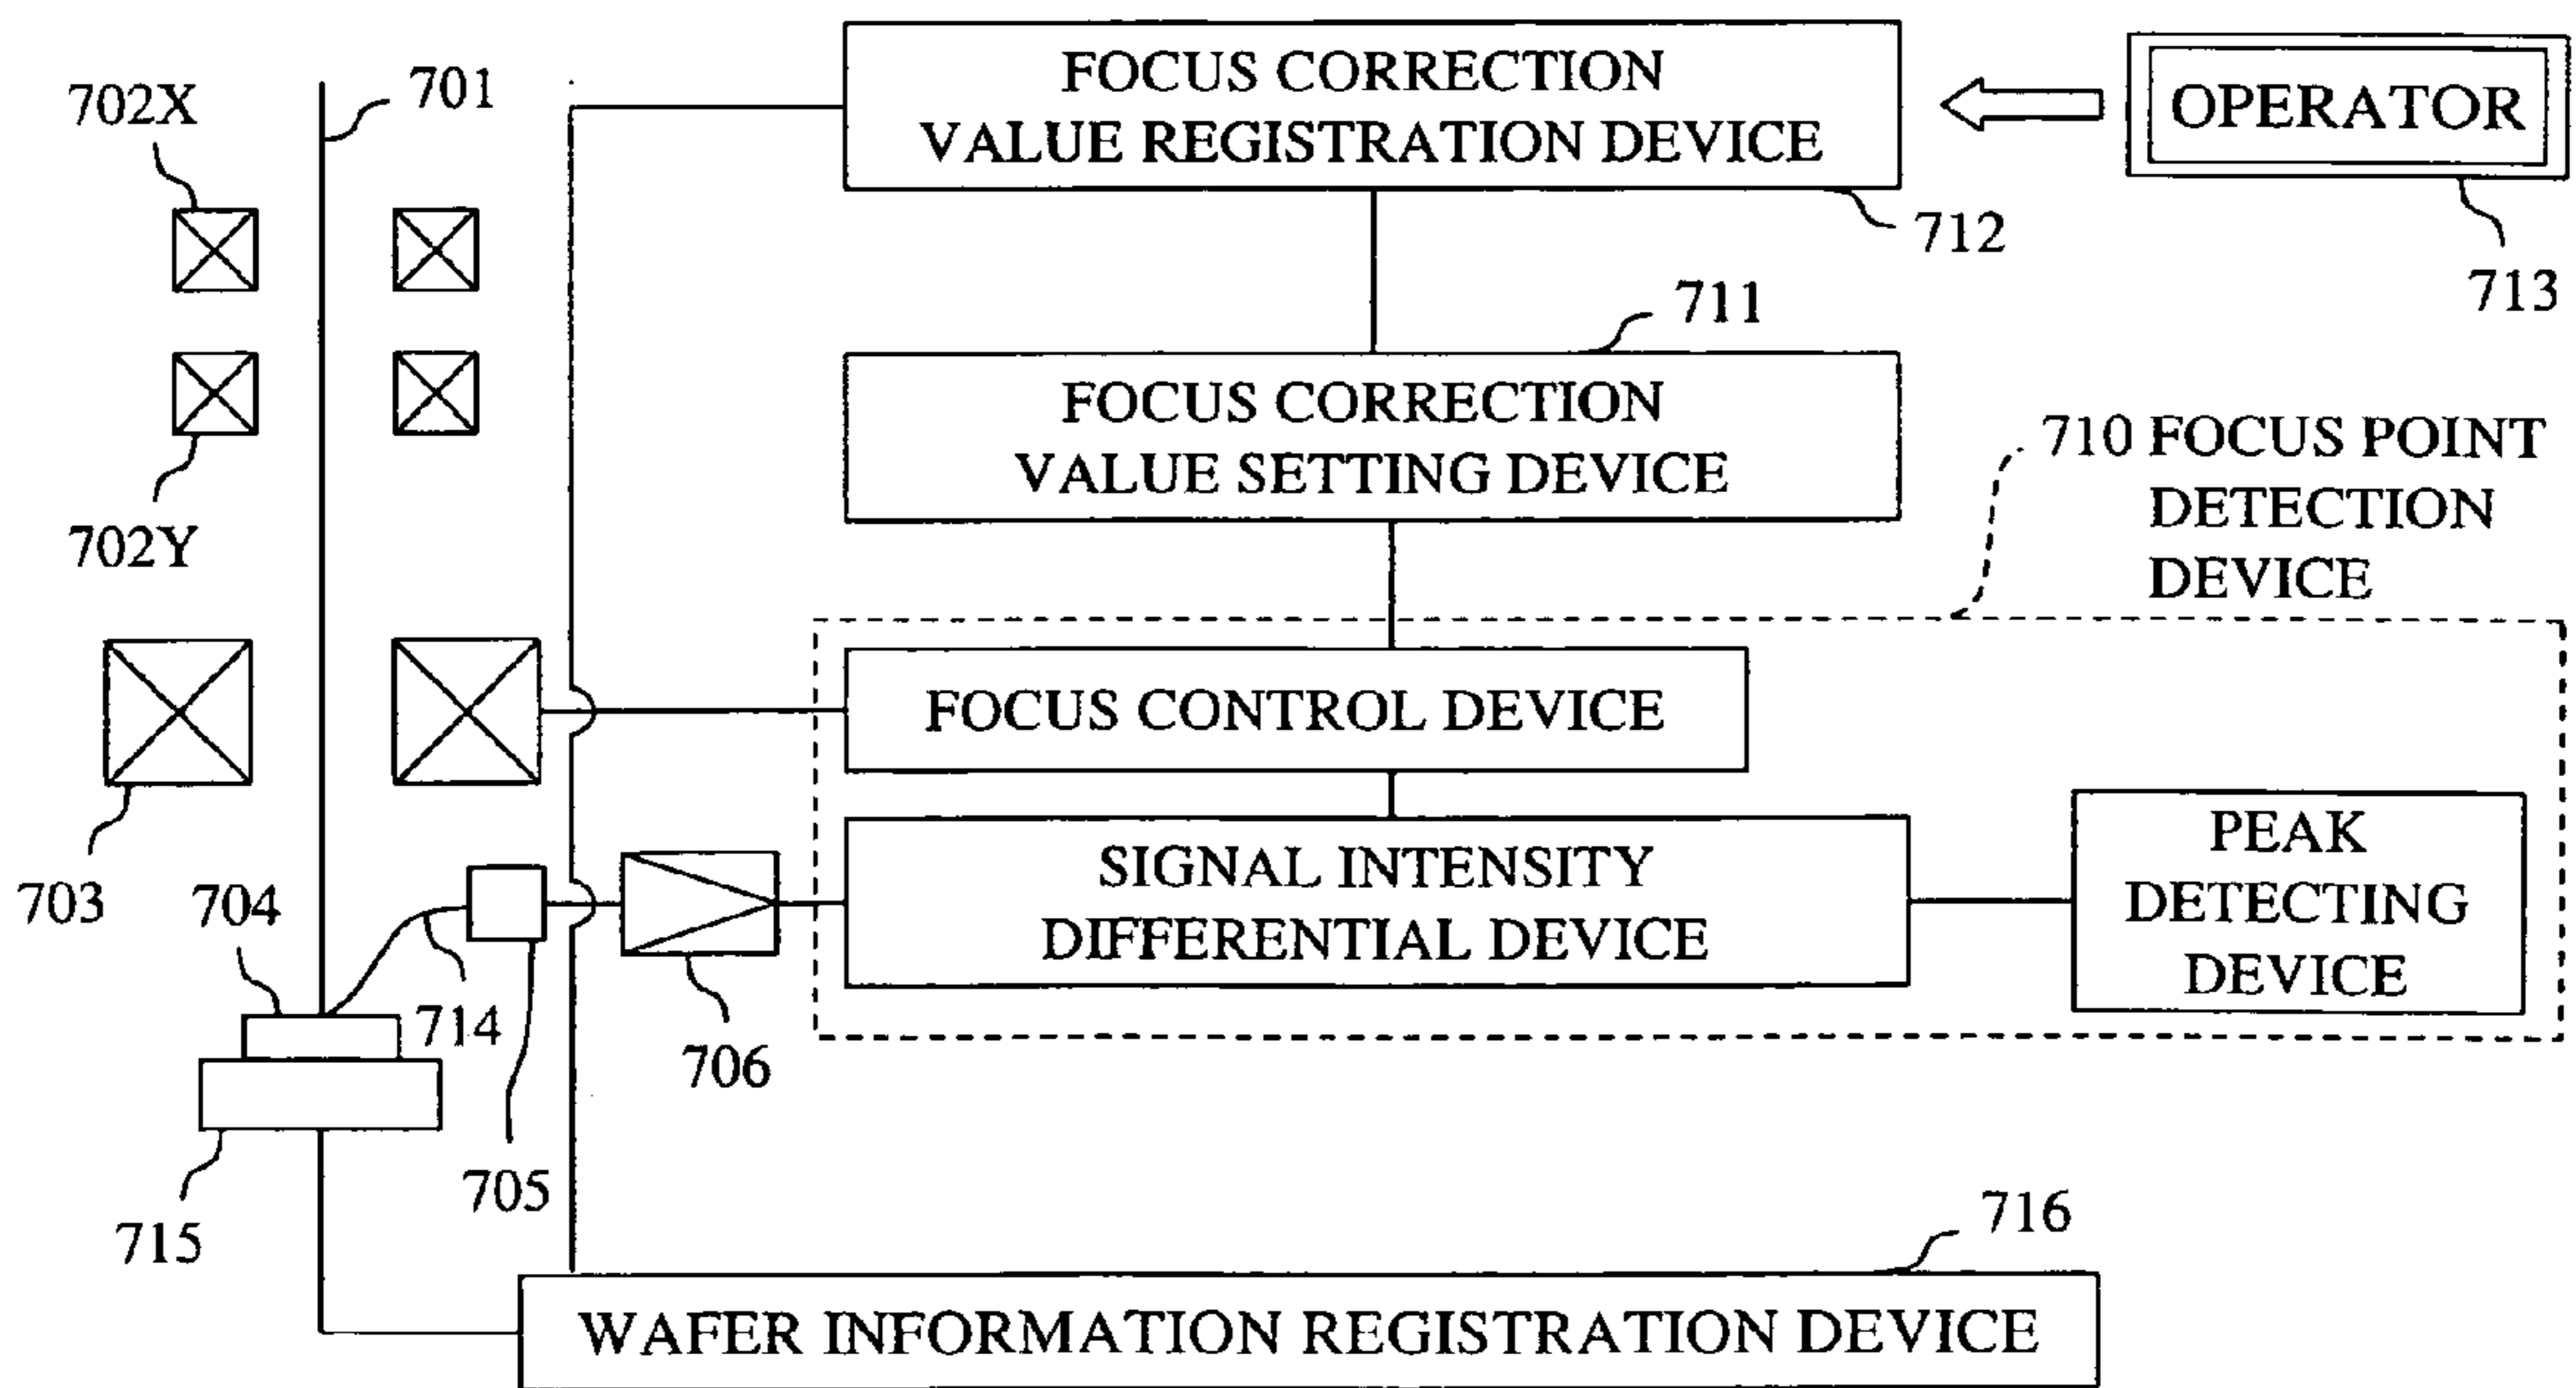 FOCUS CORRECTION
VALUE REGISTRATION DEVICE
OPERATOR
702X
701
712
713
711
FOCUS CORRECTION
VALUE SETTING DEVICE
710 FOCUS POINT
DETECTION
DEVICE
702Y
FOCUS CONTROL DEVICE
703
704
SIGNAL INTENSITY
DIFFERENTIAL DEVICE
PEAK
DETECTING
DEVICE
714
706
705
715
716
WAFER INFORMATION REGISTRATION DEVICE